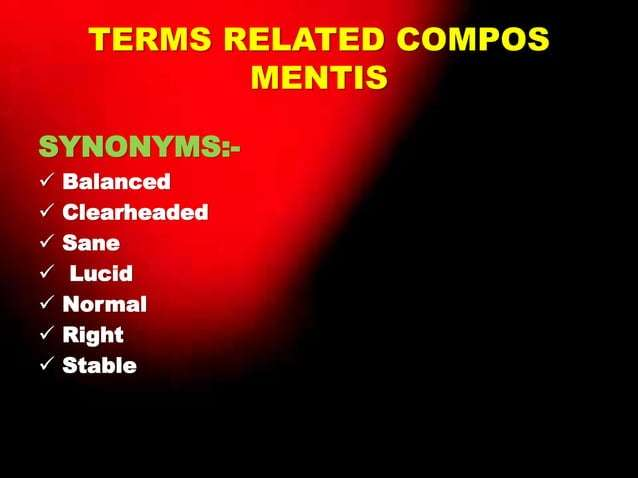 TERMS RELATED COMPOS
MENTIS
SYNONYMS:-
✓ Balanced
✓ Clearheaded
✓ Sane
✓ Lucid
✓ Normal
✓ Right
✓ Stable